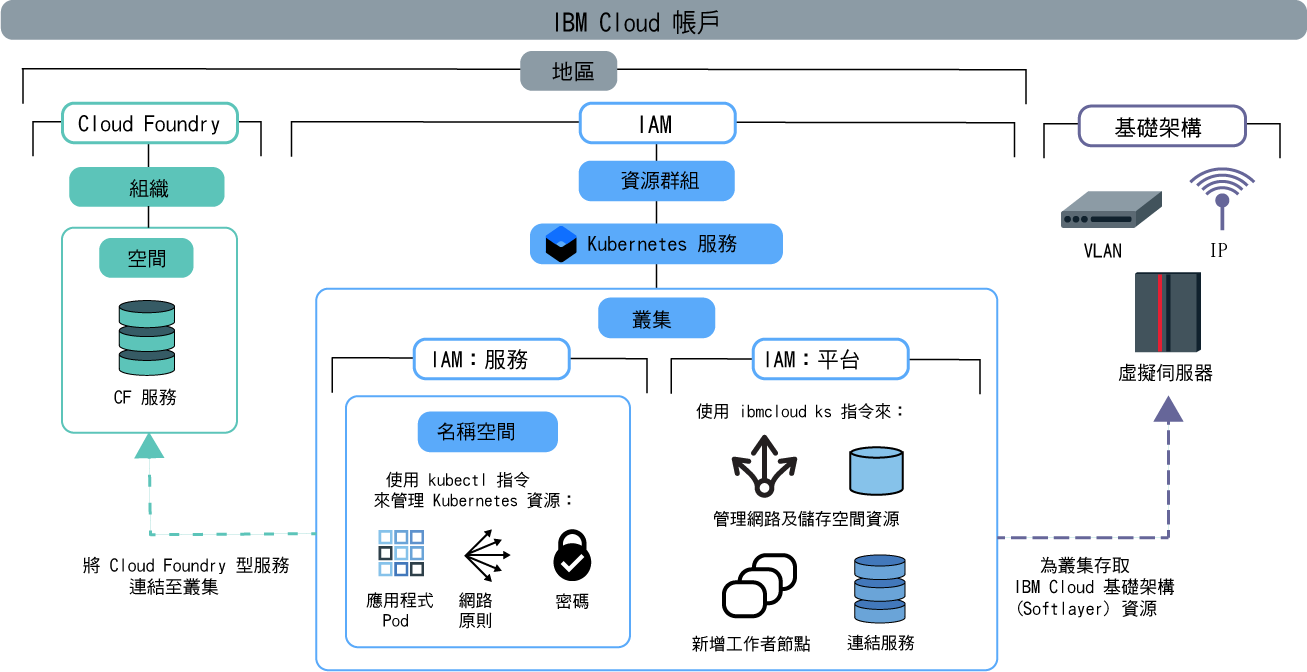 IBM Cloud 帳戶
地區
Cloud Foundry
組織
空間
CF 服務
將 Cloud Foundry 型服務
連結至叢集
IAM
資源群組
Kubernetes 服務
叢集
IAM：服務
名稱空間
使用 kubectl 指令
來管理 Kubernetes 資源：
應用程式
Pod
網路
原則
密碼
IAM：平台
使用 ibmcloud ks 指令來：
管理網路及儲存空間資源
新增工作者節點
連結服務
基礎架構
VLAN
IP
虛擬伺服器
為叢集存取
IBM Cloud 基礎架構
(Softlayer) 資源